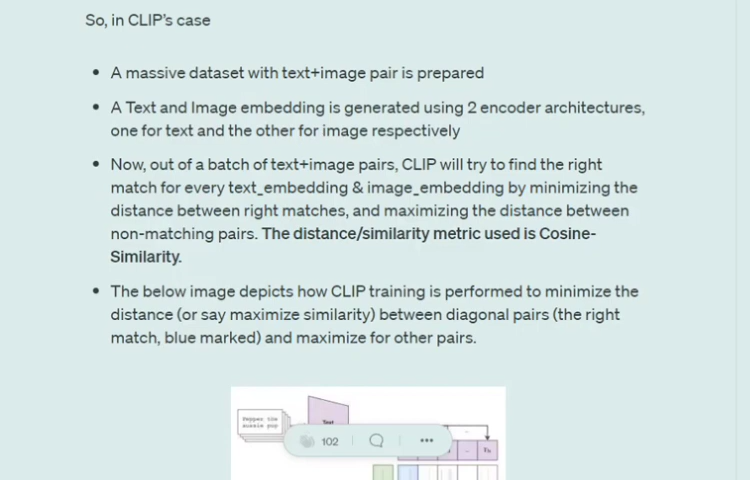 So, in CLIP's case
• A massive dataset with text+image pair is prepared
• A Text and Image embedding is generated using 2 encoder architectures,
one for text and the other for image respectively
• Now, out of a batch of text+image pairs, CLIP will try to find the right
match for every text_embedding & image_embedding by minimizing the
distance between right matches, and maximizing the distance between
non-matching pairs. The distance/similarity metric used is Cosine-
Similarity.
• The below image depicts how CLIP training is performed to minimize the
distance (or say maximize similarity) between diagonal pairs (the right
match, blue marked) and maximize for other pairs.
Pepper the
aussie pup
Text
102